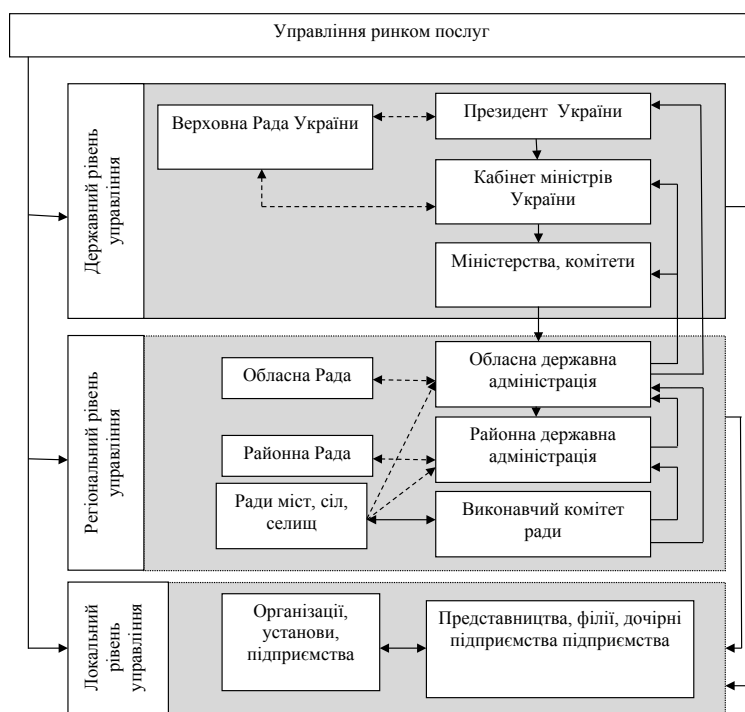 Управління ринком послуг
Державний рівень
управління
Верховна Рада України
Президент України
Кабінет міністрів
України
Міністерства, комітети
Регіональний рівень
управління
Обласна Рада
Обласна державна
адміністрація
Районна Рада
Районна державна
адміністрація
Ради міст, сіл,
селищ
Виконавчий комітет
ради
Локальний
рівень
управління
Організації,
установи,
підприємства
Представництва, філії, дочірні
підприємства підприємства